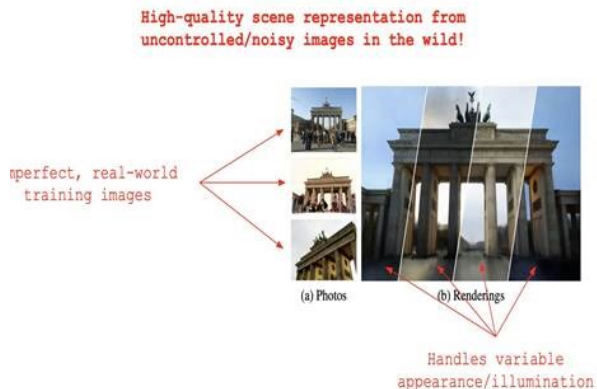 High-quality scene representation from
uncontrolled/noisy images in the wild!
mperfect, real-world
training images
(a) Photos
(b) Renderings
Handles variable
appearance/illumination